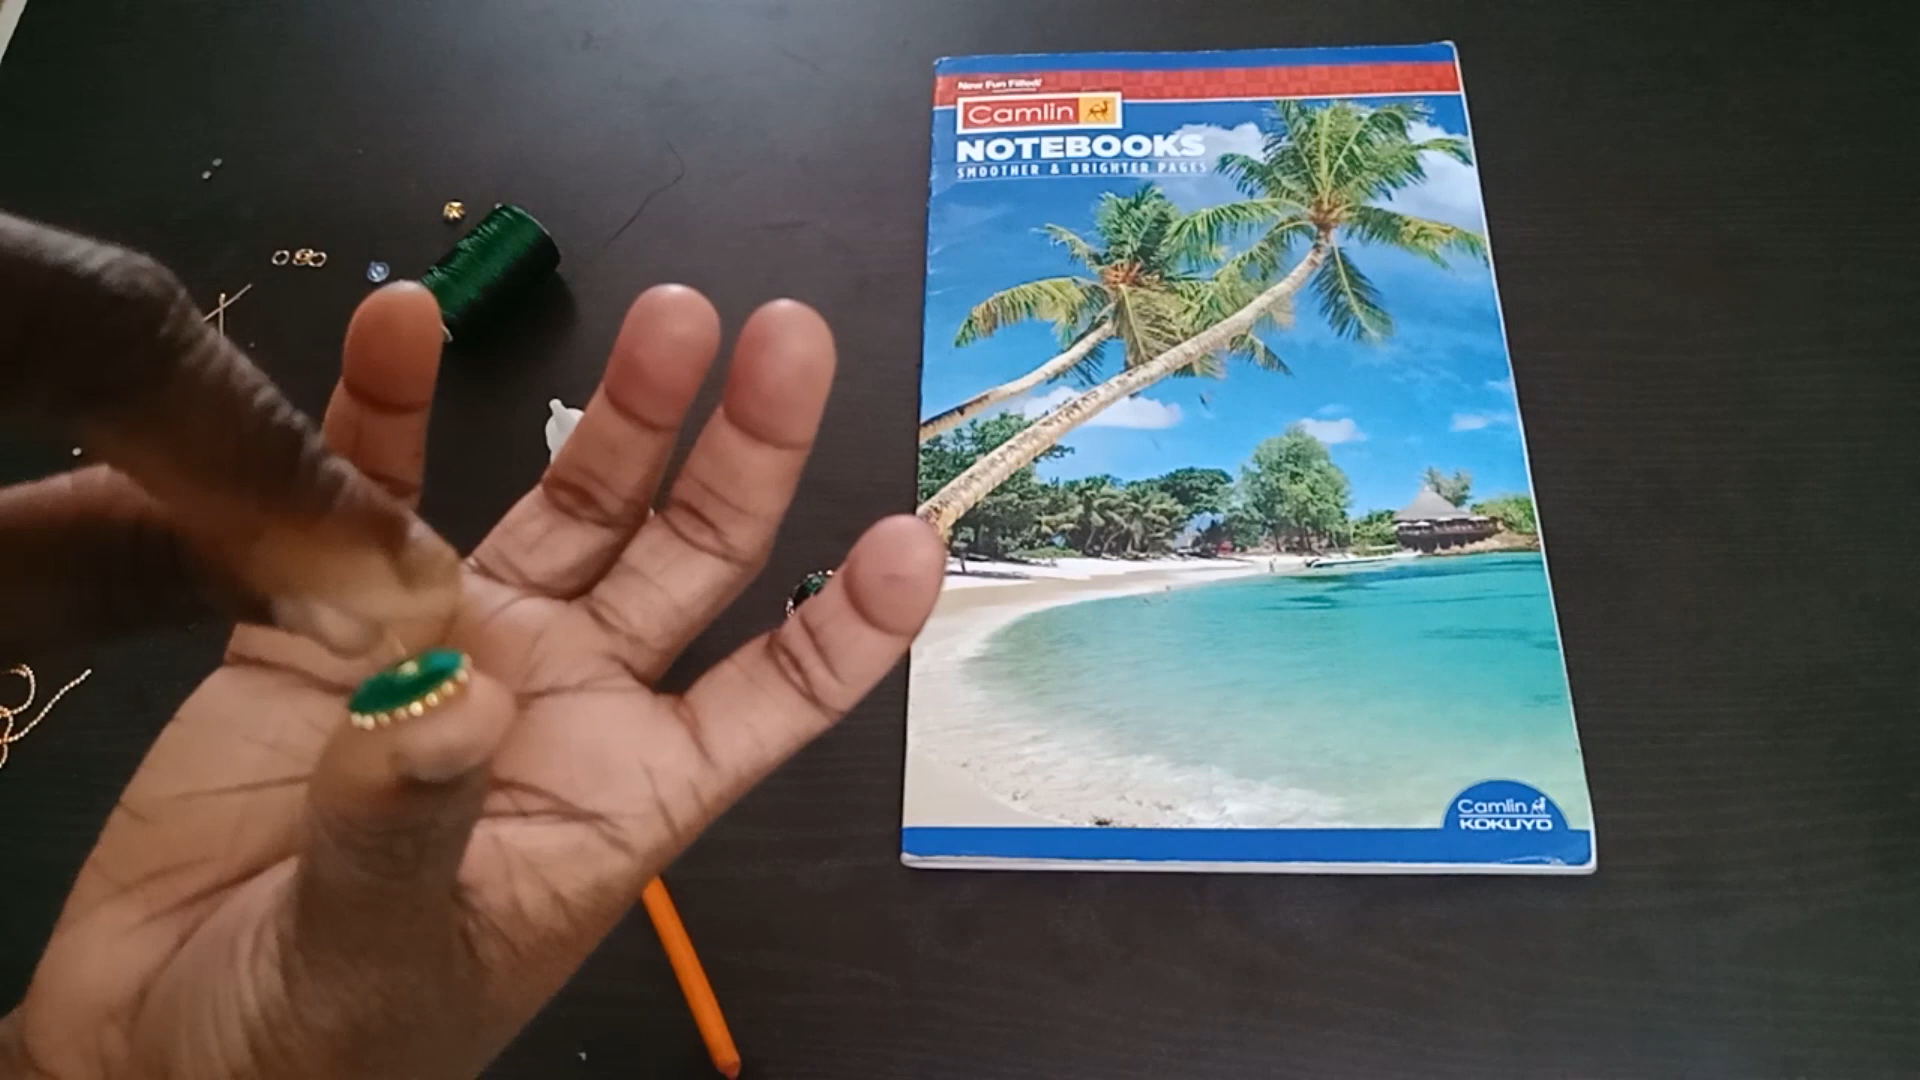 New Fun Filled!
Camlin
NOTEBOOKS
SMOOTHER & BRIGHTER PAGES
Camlin
KOKUYO